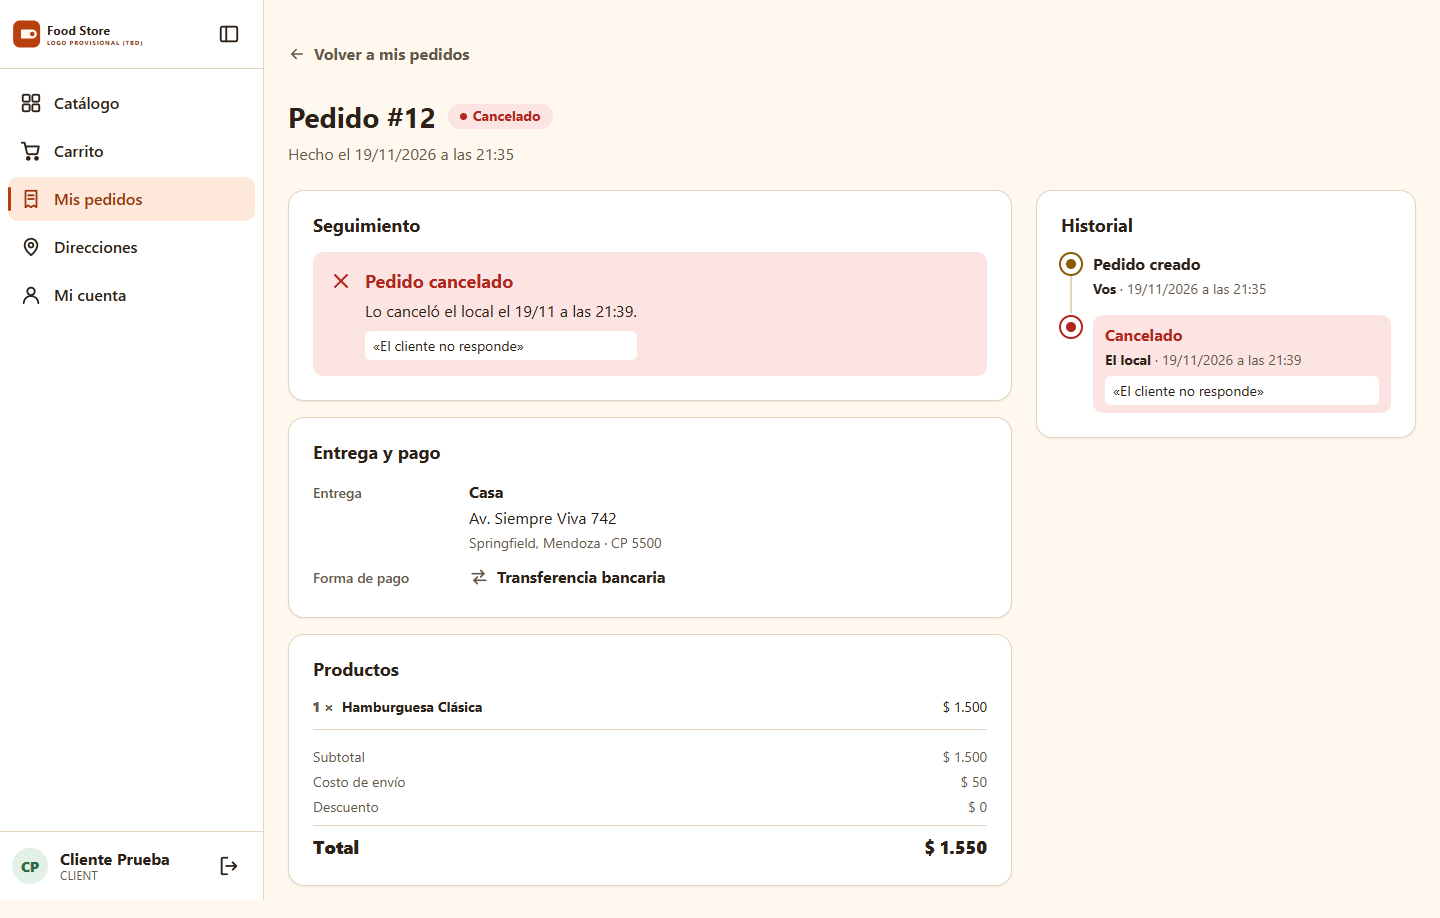 Food Store
LOGO PROVISIONAL (TBD)
Catálogo
Carrito
Mis pedidos
Direcciones
Mi cuenta
CP
Cliente Prueba
CLIENT
← Volver a mis pedidos
Pedido #12
Cancelado
Hecho el 19/11/2026 a las 21:35
Seguimiento
Pedido cancelado
Lo canceló el local el 19/11 a las 21:39.
«El cliente no responde»
Entrega y pago
Entrega
Casa
Av. Siempre Viva 742
Springfield, Mendoza · CP 5500
Forma de pago
Transferencia bancaria
Productos
1 × Hamburguesa Clásica $ 1.500
Subtotal $ 1.500
Costo de envío $ 50
Descuento $ 0
Total $ 1.550
Historial
Pedido creado
Vos · 19/11/2026 a las 21:35
Cancelado
El local · 19/11/2026 a las 21:39
«El cliente no responde»